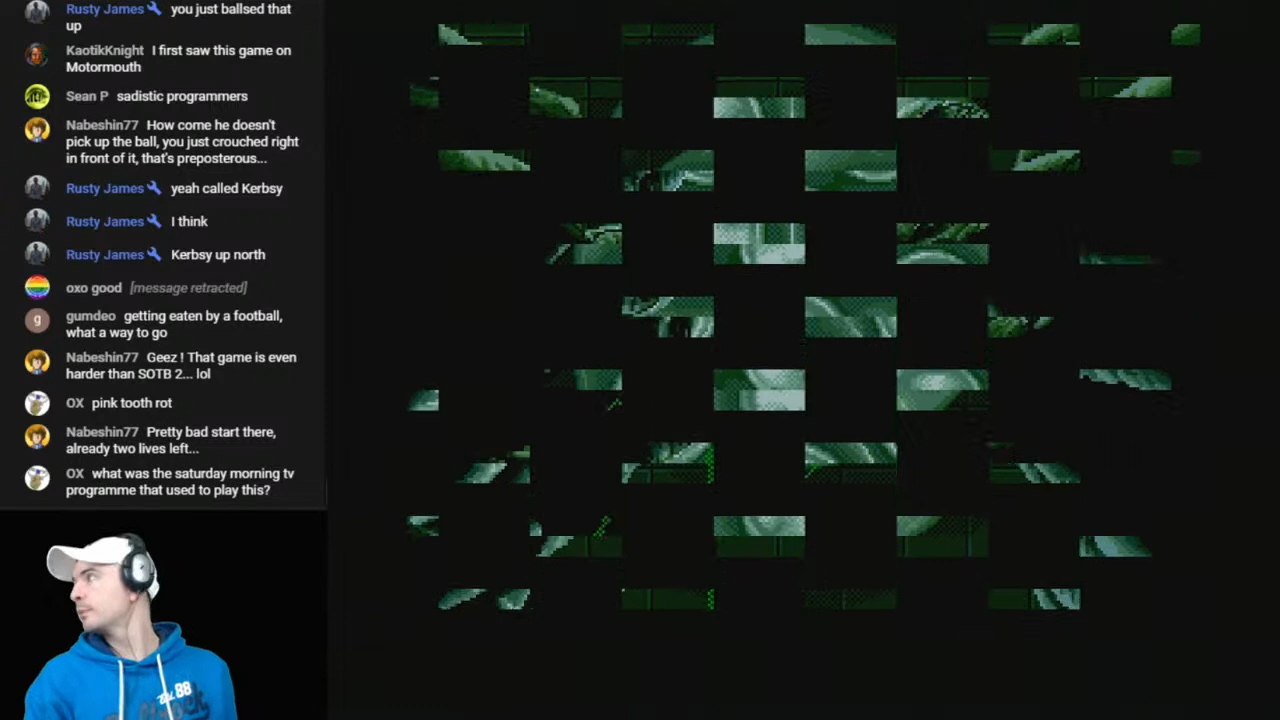 Rusty James you just ballsed that
up
KaotikKnight I first saw this game on
Motormouth
Sean P sadistic programmers
Nabeshin77 How come he doesn't
pick up the ball, you just crouched right
in front of it, that's preposterous...
Rusty James yeah called Kerbsy
Rusty James I think
Rusty James Kerbsy up north
oxo good [message retracted]
g gumdeo getting eaten by a football,
what a way to go
Nabeshin77 Geez ! That game is even
harder than SOTB 2... lol
OX pink tooth rot
Nabeshin77 Pretty bad start there,
already two lives left...
OX what was the saturday morning tv
programme that used to play this?
88